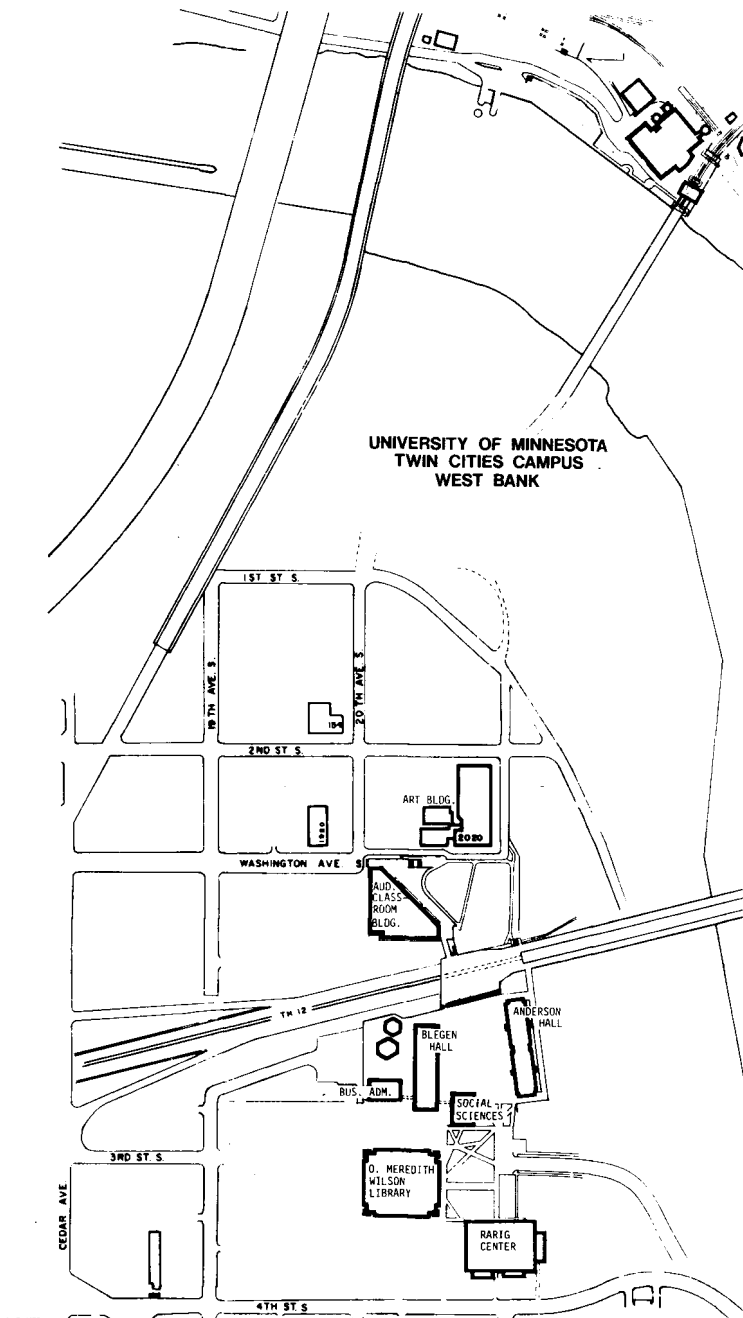 UNIVERSITY OF MINNESOTA
TWIN CITIES CAMPUS
WEST BANK
1ST ST S.
19TH AVE. S.
20TH AVE. S.
2ND ST S.
ART BLDG.
1920
2020
WASHINGTON AVE S
AUD.
CLASS-
ROOM
BLDG.
TH 12
ANDERSON
HALL
BLEGEN
HALL
BUS. ADM.
SOCIAL
SCIENCES
3RD ST. S.
O. MEREDITH
WILSON
LIBRARY
CEDAR AVE
RARIG
CENTER
4TH ST. S